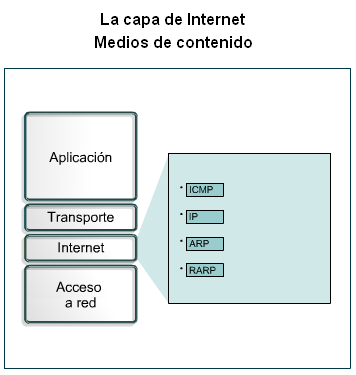 La capa de Internet
Medios de contenido
Aplicación
Transporte
Internet
Acceso
a red
• ICMP
• IP
• ARP
• RARP